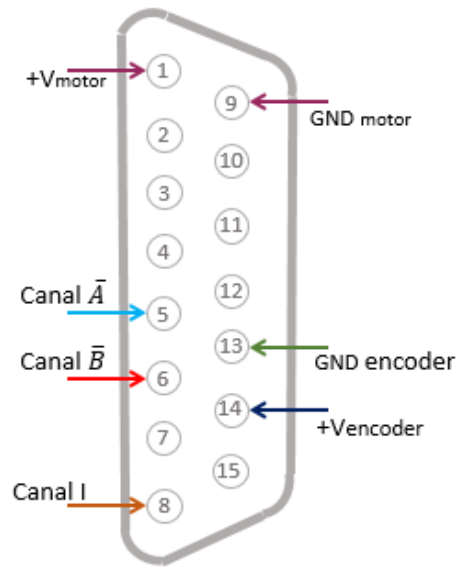 +Vmotor
1
9
GND motor
2
10
3
11
4
12
Canal A̅
5
13
GND encoder
Canal B̅
6
14
+Vencoder
7
15
Canal I
8